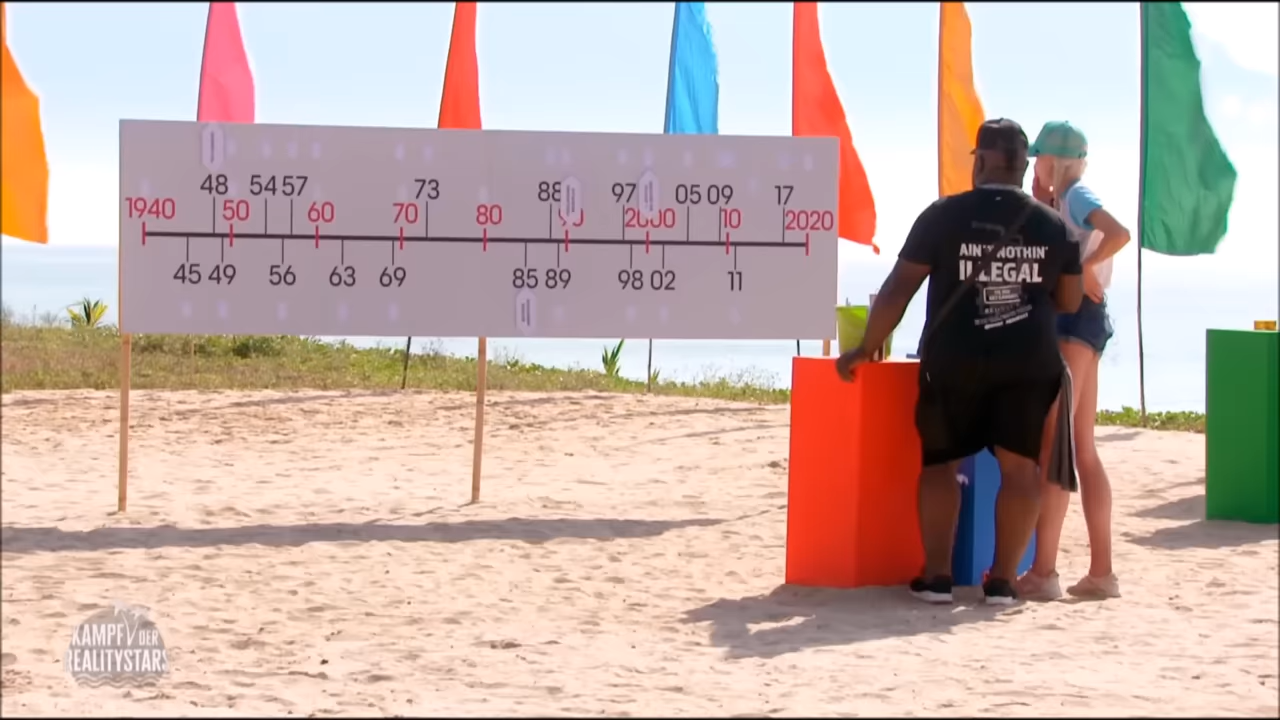 48 54 57 73 88 97 05 09 17
1940 50 60 70 80 2000 10 2020
45 49 56 63 69 85 89 98 02 11
AIN'T NOTHIN'
ILLEGAL
KAMPF DER
REALITYSTARS